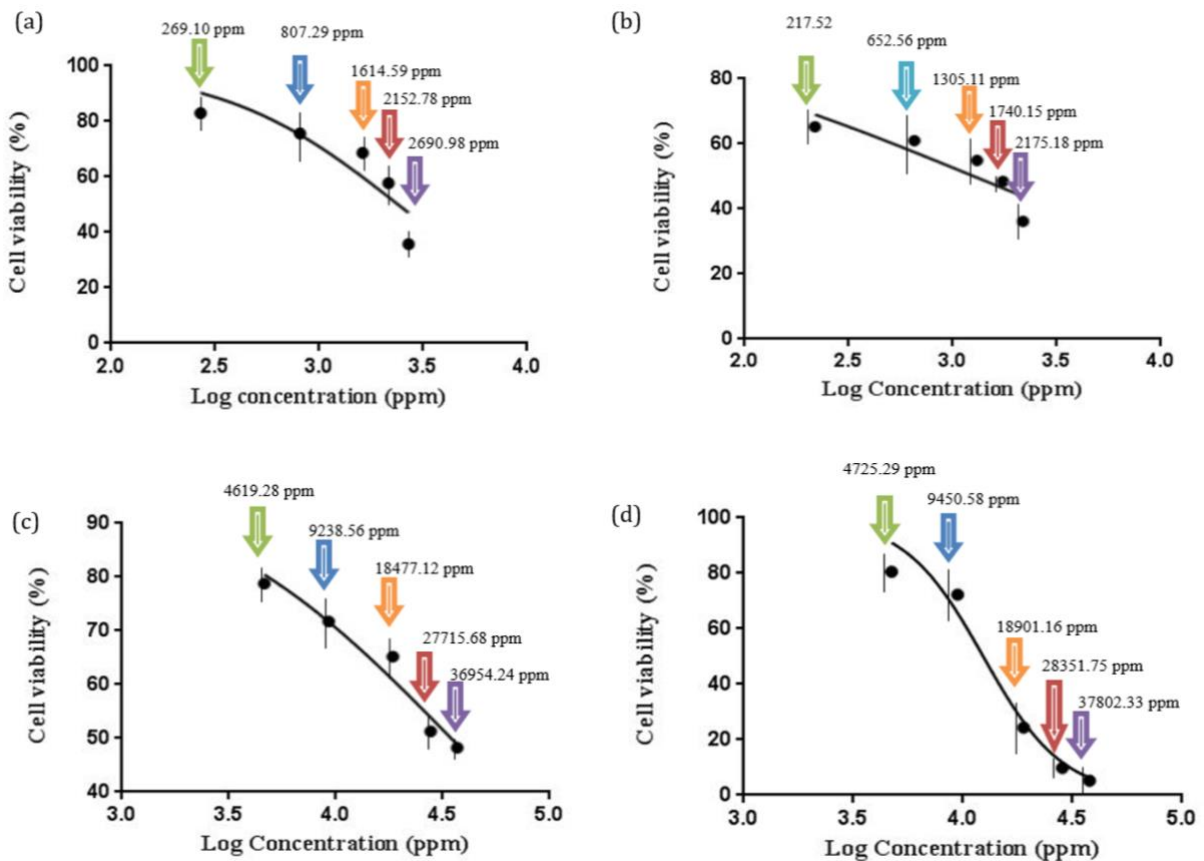 (a)
269.10 ppm
807.29 ppm
1614.59 ppm
2152.78 ppm
2690.98 ppm
100
80
60
40
20
0
Cell viability (%)
2.0 2.5 3.0 3.5 4.0
Log concentration (ppm)
(b)
217.52
652.56 ppm
1305.11 ppm
1740.15 ppm
2175.18 ppm
80
60
40
20
0
Cell viability (%)
2.0 2.5 3.0 3.5 4.0
Log Concentration (ppm)
(c)
4619.28 ppm
9238.56 ppm
18477.12 ppm
27715.68 ppm
36954.24 ppm
90
80
70
60
50
40
Cell viability (%)
3.0 3.5 4.0 4.5 5.0
Log Concentration (ppm)
(d)
4725.29 ppm
9450.58 ppm
18901.16 ppm
28351.75 ppm
37802.33 ppm
100
80
60
40
20
0
Cell viability (%)
3.0 3.5 4.0 4.5 5.0
Log Concentration (ppm)